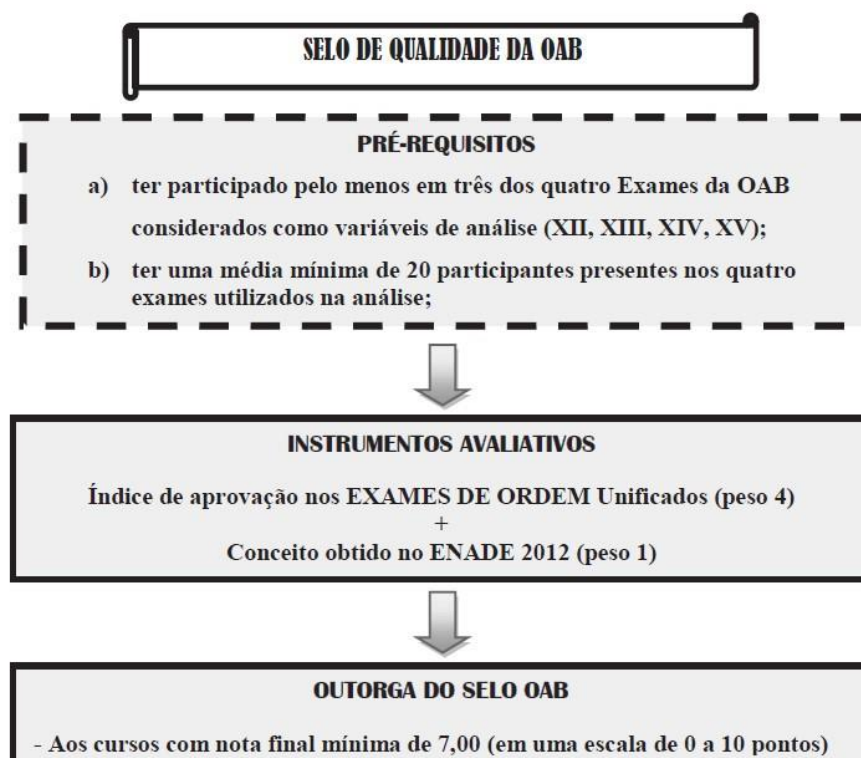 SELO DE QUALIDADE DA OAB
PRÉ-REQUISITOS
a) ter participado pelo menos em três dos quatro Exames da OAB
considerados como variáveis de análise (XII, XIII, XIV, XV);
b) ter uma média mínima de 20 participantes presentes nos quatro
exames utilizados na análise;
INSTRUMENTOS AVALIATIVOS
Índice de aprovação nos EXAMES DE ORDEM Unificados (peso 4)
+
Conceito obtido no ENADE 2012 (peso 1)
OUTORGA DO SELO OAB
- Aos cursos com nota final mínima de 7,00 (em uma escala de 0 a 10 pontos)